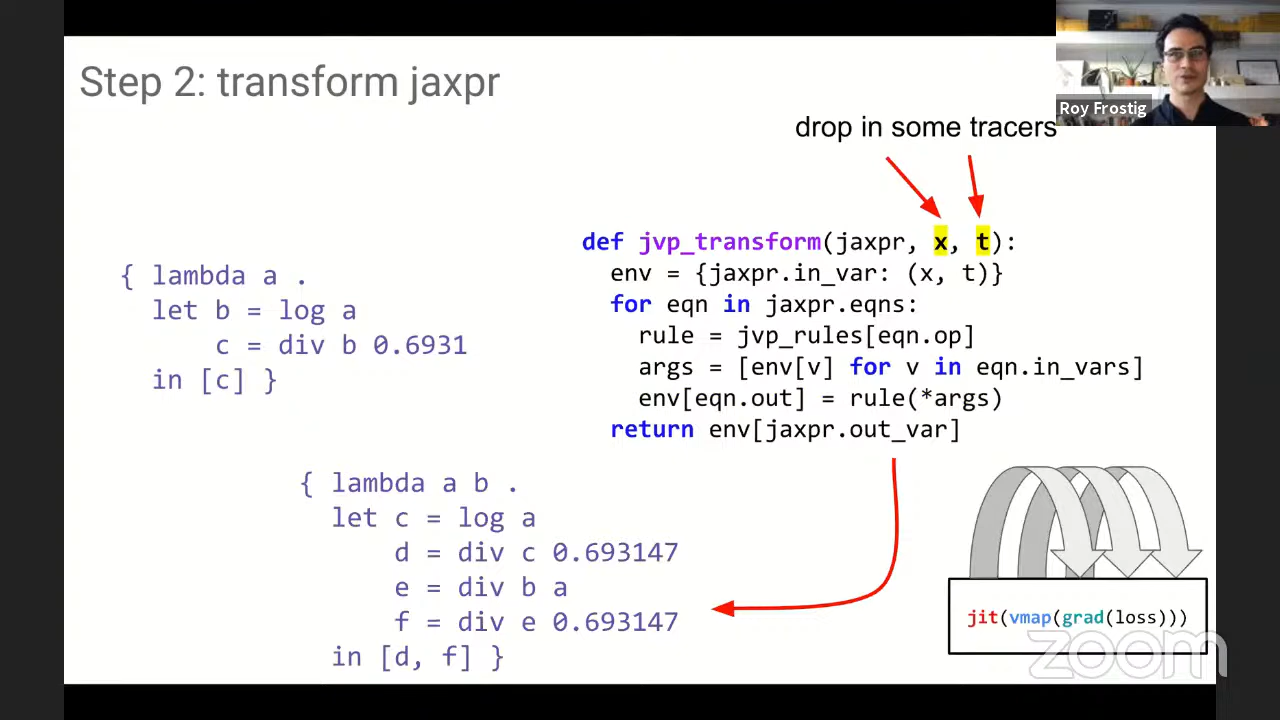 Step 2: transform jaxpr
Roy Frostig
drop in some tracers
def jvp_transform(jaxpr, x, t):
env = {jaxpr.in_var: (x, t)}
for eqn in jaxpr.eqns:
rule = jvp_rules[eqn.op]
args = [env[v] for v in eqn.in_vars]
env[eqn.out] = rule(*args)
return env[jaxpr.out_var]
{ lambda a .
let b = log a
c = div b 0.6931
in [c] }
{ lambda a b .
let c = log a
d = div c 0.693147
e = div b a
f = div e 0.693147
in [d, f] }
jit(vmap(grad(loss)))
zoom